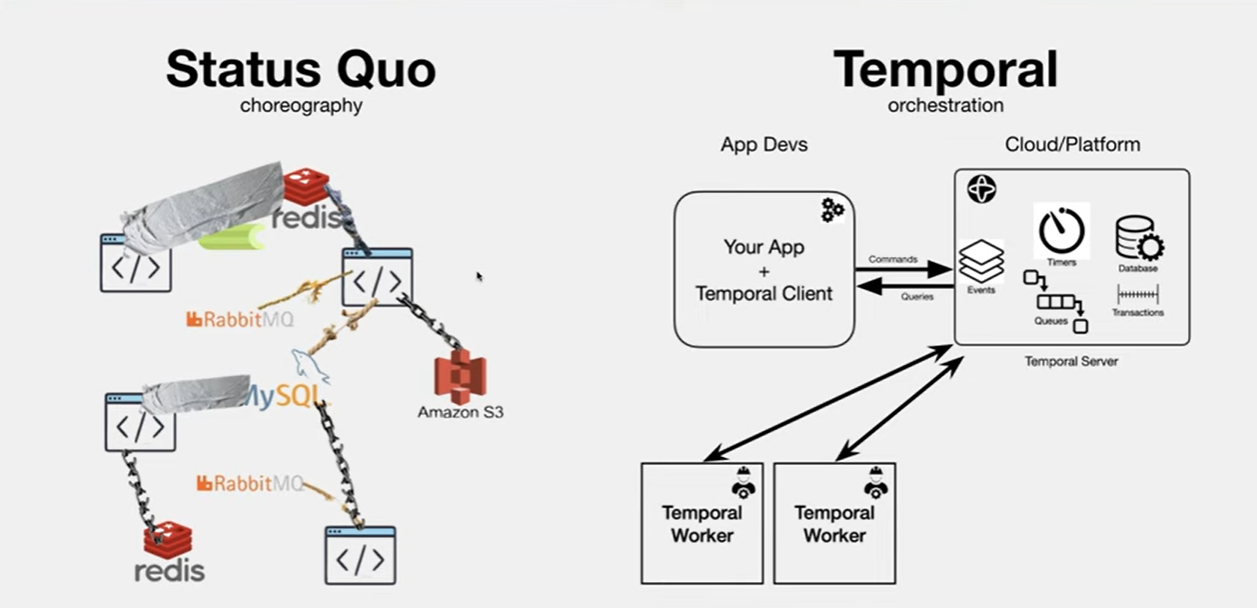 Status Quo
choreography
redis
</>
</>
RabbitMQ
MySQL
Amazon S3
</>
RabbitMQ
redis
</>
Temporal
orchestration
App Devs
Cloud/Platform
Your App
+
Temporal Client
Commands
Queries
Events
Timers
Database
Queues
Transactions
Temporal Server
Temporal
Worker
Temporal
Worker